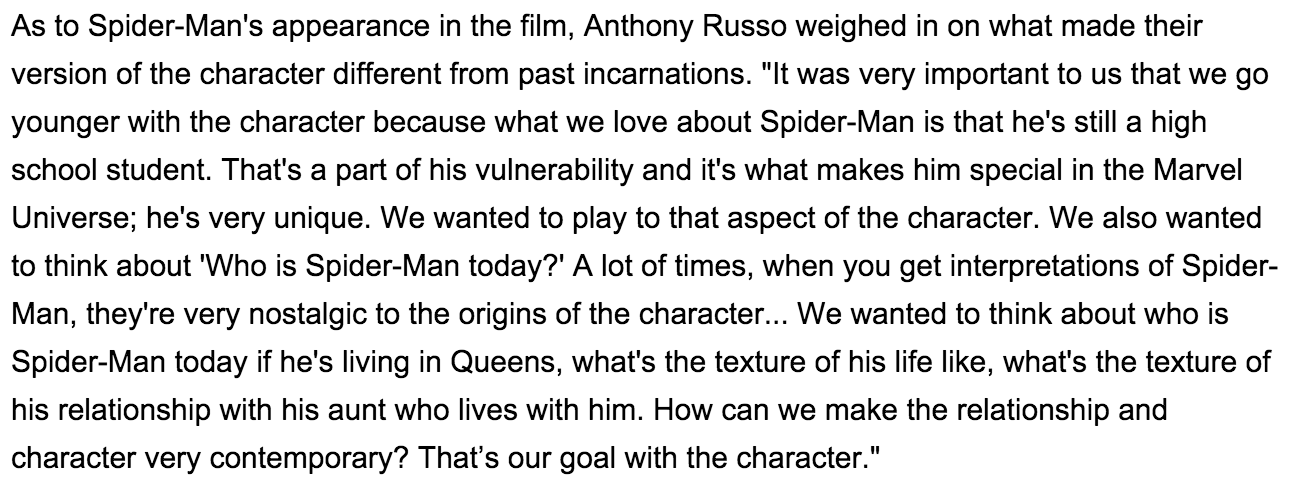 As to Spider-Man's appearance in the film, Anthony Russo weighed in on what made their
version of the character different from past incarnations. "It was very important to us that we go
younger with the character because what we love about Spider-Man is that he's still a high
school student. That's a part of his vulnerability and it's what makes him special in the Marvel
Universe; he's very unique. We wanted to play to that aspect of the character. We also wanted
to think about 'Who is Spider-Man today?' A lot of times, when you get interpretations of Spider-
Man, they're very nostalgic to the origins of the character... We wanted to think about who is
Spider-Man today if he's living in Queens, what's the texture of his life like, what's the texture of
his relationship with his aunt who lives with him. How can we make the relationship and
character very contemporary? That’s our goal with the character."